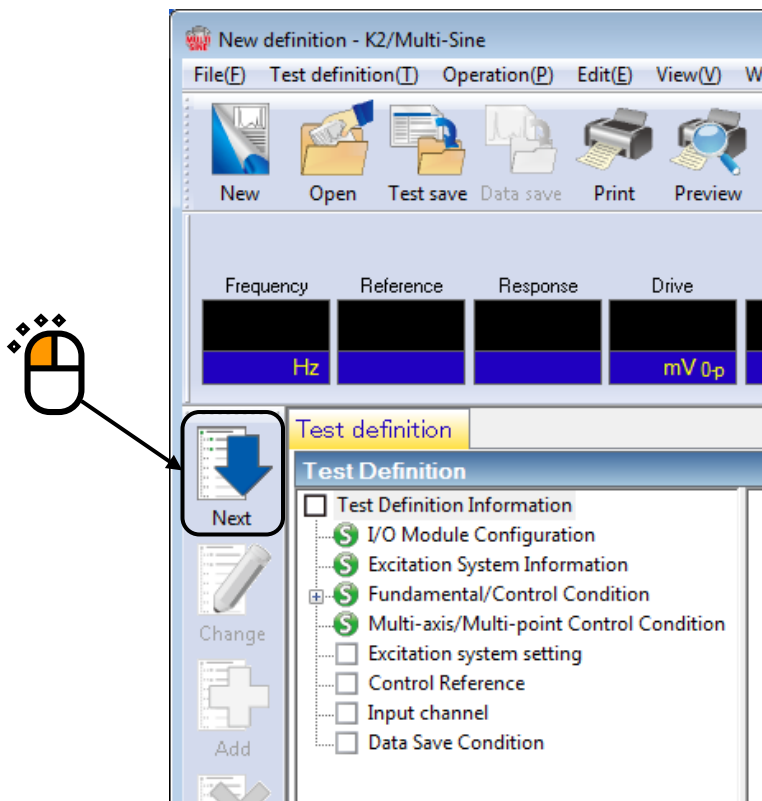 New definition - K2/Multi-Sine
File(F) Test definition(T) Operation(P) Edit(E) View(V) W
New Open Test save Data save Print Preview
Frequency Reference Response Drive
Hz mV 0-p
Test definition
Test Definition
Next
Test Definition Information
I/O Module Configuration
Excitation System Information
Fundamental/Control Condition
Multi-axis/Multi-point Control Condition
Excitation system setting
Control Reference
Input channel
Data Save Condition
Change
Add